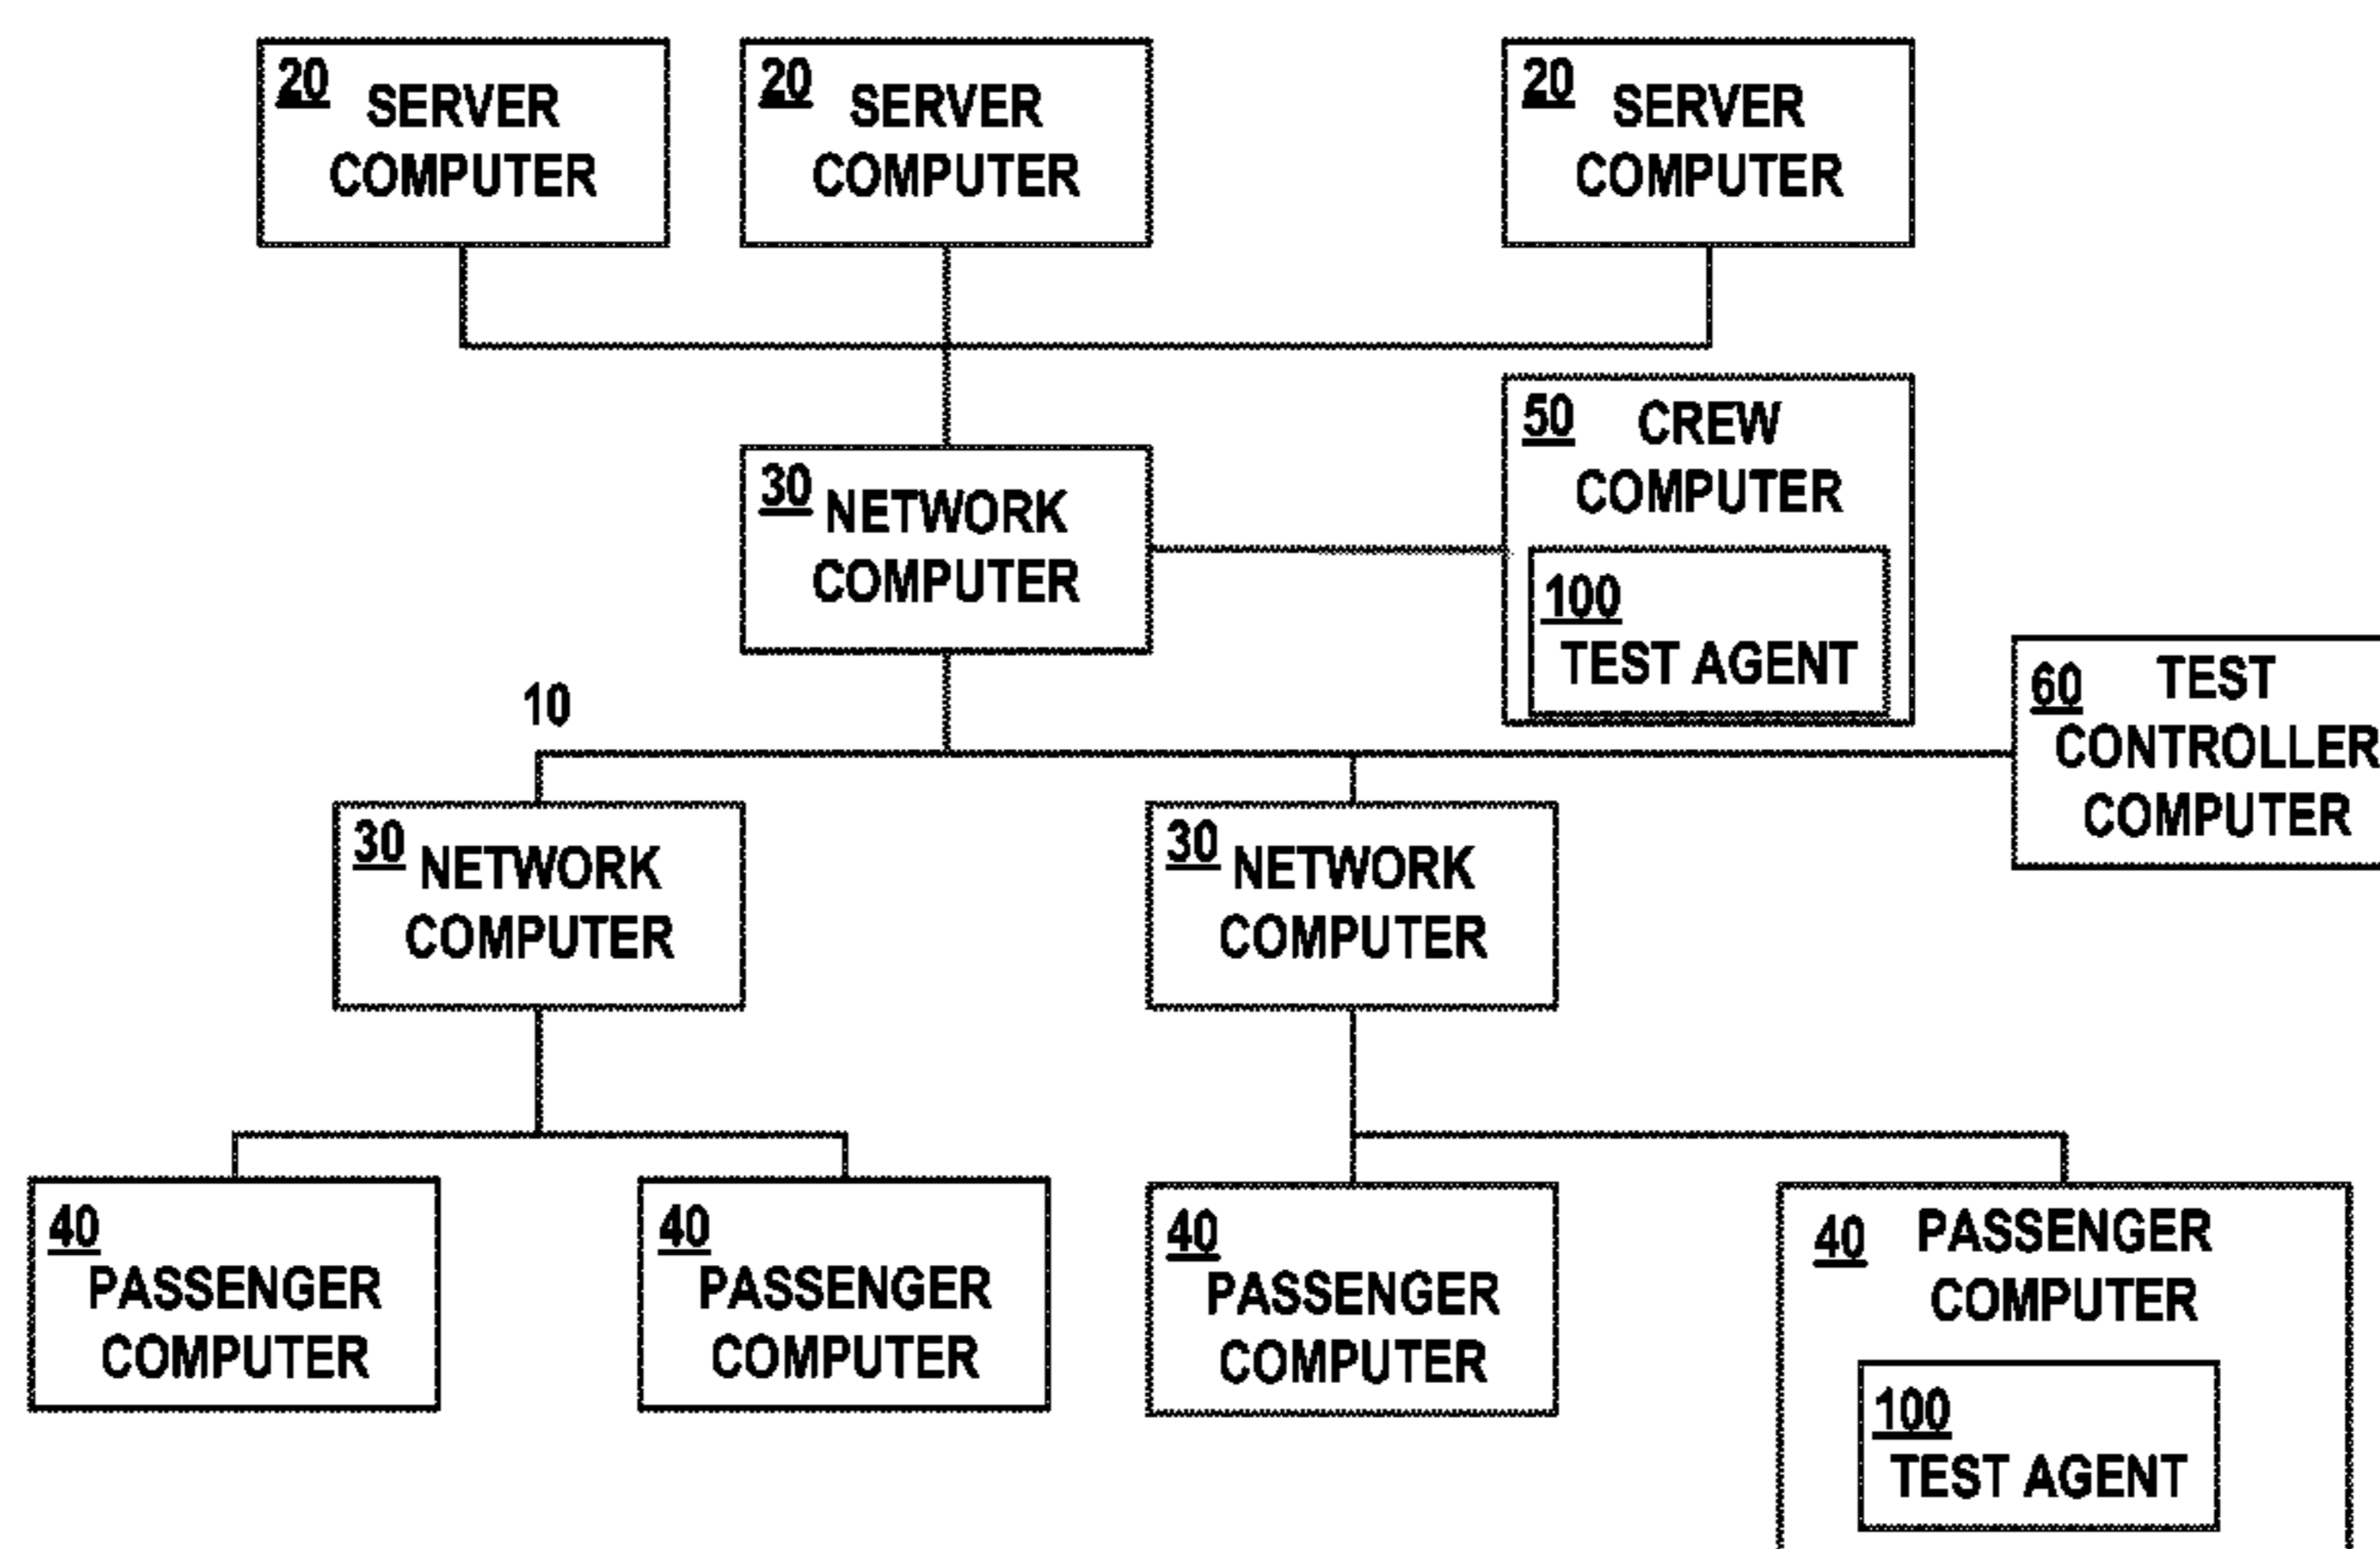 20 SERVER
COMPUTER
20 SERVER
COMPUTER
20 SERVER
COMPUTER
30 NETWORK
COMPUTER
50 CREW
COMPUTER
100
TEST AGENT
10
60 TEST
CONTROLLER
COMPUTER
30 NETWORK
COMPUTER
30 NETWORK
COMPUTER
40
PASSENGER
COMPUTER
40
PASSENGER
COMPUTER
40
PASSENGER
COMPUTER
40 PASSENGER
COMPUTER
100
TEST AGENT